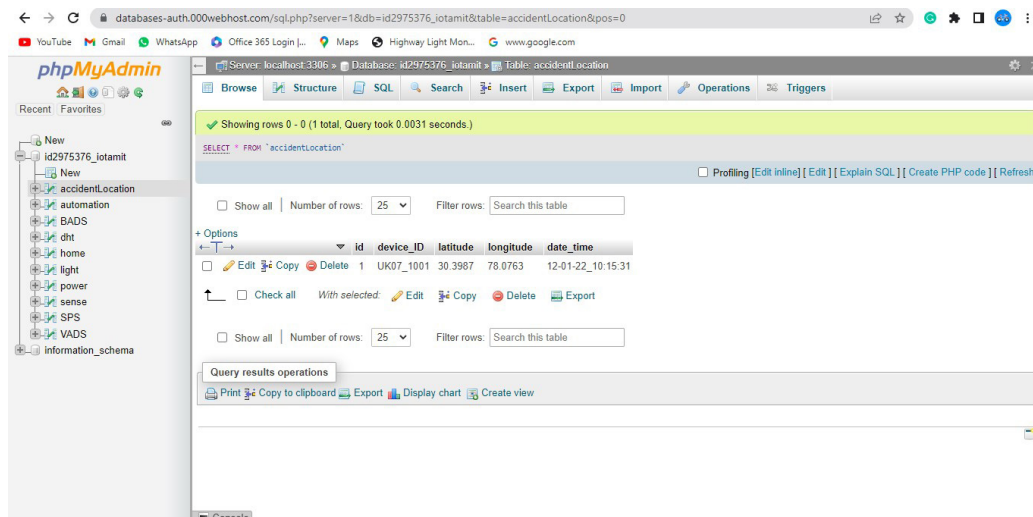 databases-auth.000webhost.com/sql.php?server=1&db=id2975376_iotamit&table=accidentLocation&pos=0
YouTube Gmail WhatsApp Office 365 Login |... Maps Highway Light Mon... www.google.com
phpMyAdmin
Recent Favorites
New
id2975376_iotamit
New
accidentLocation
automation
BADS
dht
home
light
power
sense
SPS
VADS
information_schema
Server: localhost:3306 » Database: id2975376_iotamit » Table: accidentLocation
Browse Structure SQL Search Insert Export Import Operations Triggers
Showing rows 0 - 0 (1 total, Query took 0.0031 seconds.)
SELECT * FROM `accidentLocation`
Profiling [Edit inline] [ Edit ] [ Explain SQL ] [ Create PHP code ] [ Refresh
Show all Number of rows: 25 Filter rows: Search this table
+ Options
id device_ID latitude longitude date_time
Edit Copy Delete 1 UK07_1001 30.3987 78.0763 12-01-22_10:15:31
Check all With selected: Edit Copy Delete Export
Show all Number of rows: 25 Filter rows: Search this table
Query results operations
Print Copy to clipboard Export Display chart Create view
Console